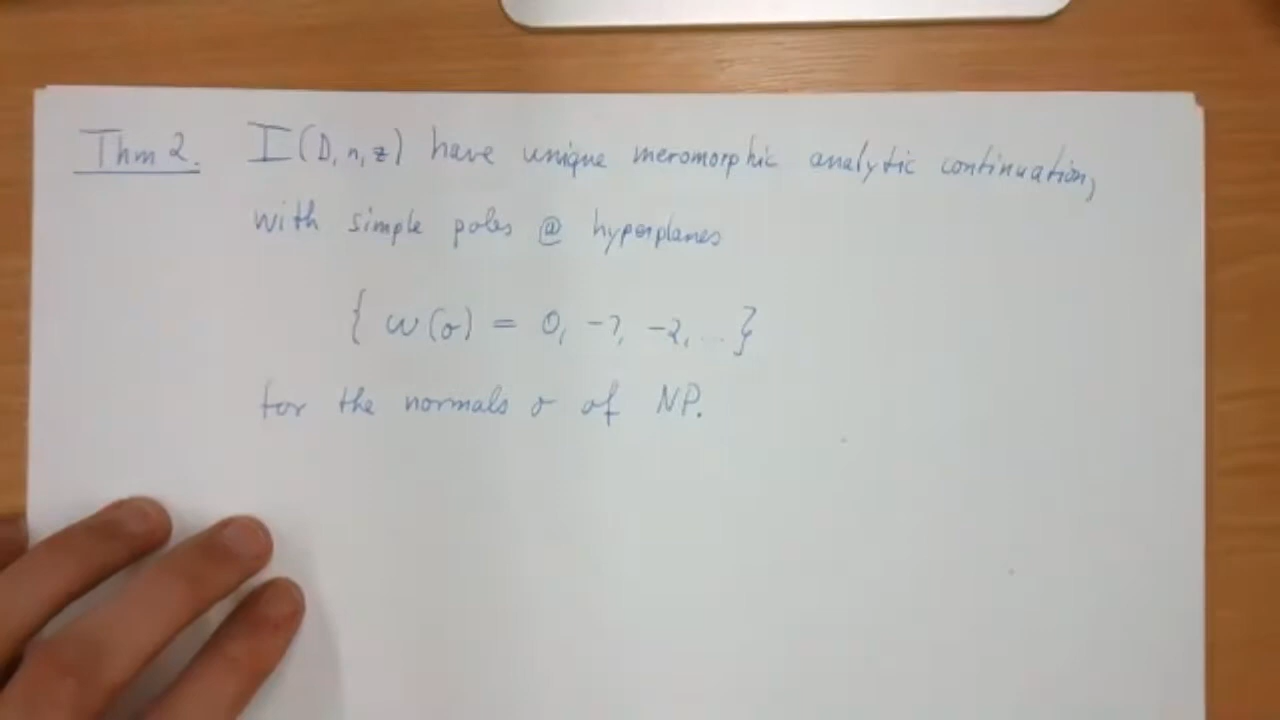 Thm 2. I(D, n, z) have unique meromorphic analytic continuation,
with simple poles @ hyperplanes
{ ω(σ) = 0, -1, -2, ... }
for the normals σ of NP.